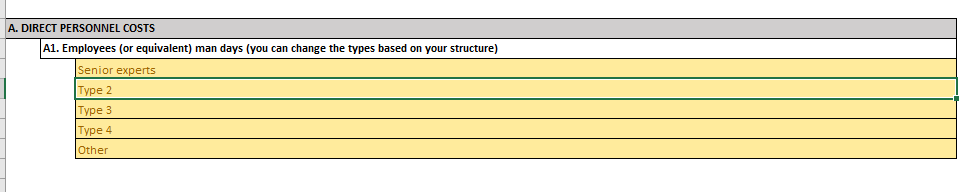 A. DIRECT PERSONNEL COSTS
A1. Employees (or equivalent) man days (you can change the types based on your structure)
Senior experts
Type 2
Type 3
Type 4
Other